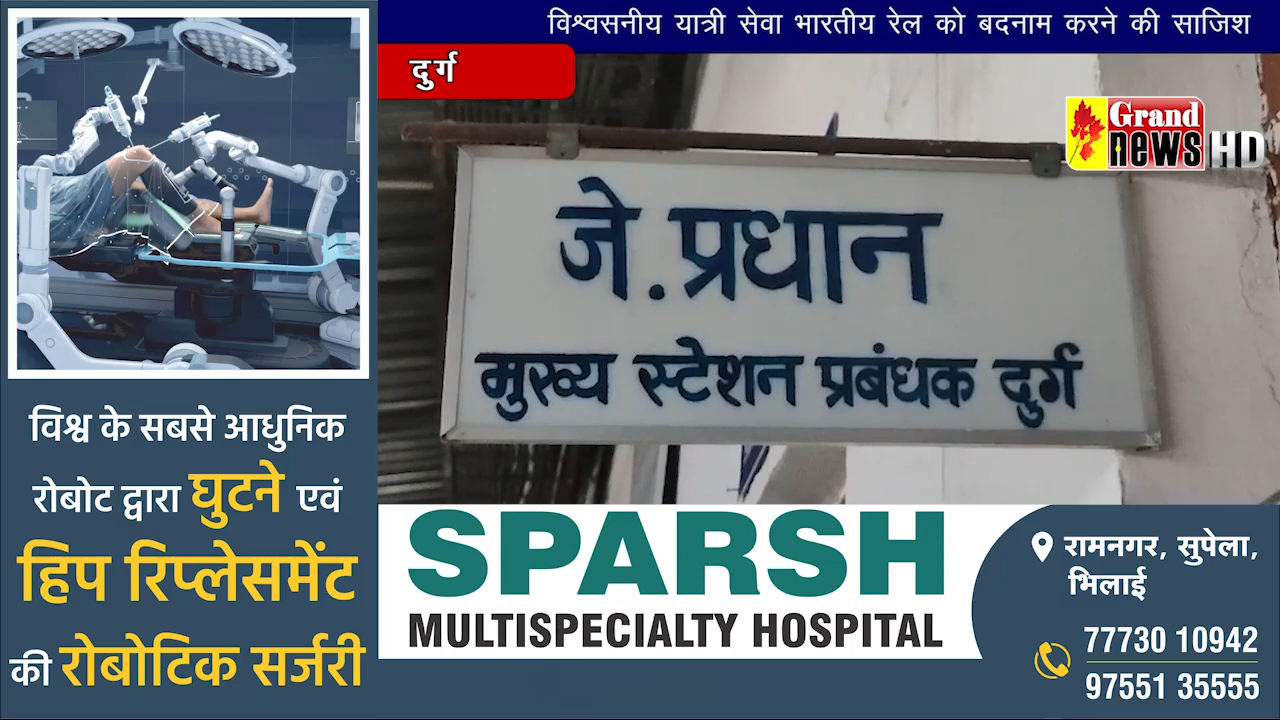 विश्वसनीय यात्री सेवा भारतीय रेल को बदनाम करने की साजिश
दुर्ग
Grand
news HD
जे. प्रधान
मुख्य स्टेशन प्रबंधक दुर्ग
विश्व के सबसे आधुनिक
रोबोट द्वारा घुटने एवं
हिप रिप्लेसमेंट
की रोबोटिक सर्जरी
SPARSH
MULTISPECIALTY HOSPITAL
रामनगर, सुपेला,
भिलाई
77730 10942
97551 35555